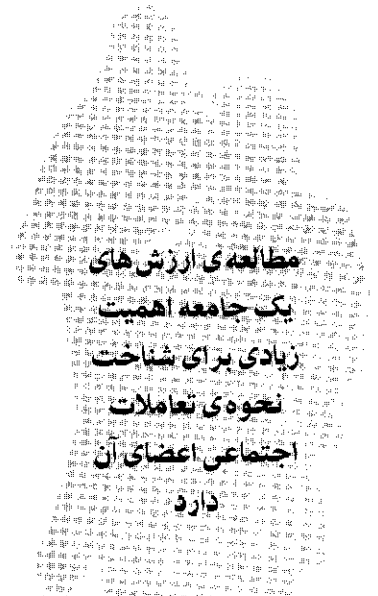 مطالعه‌ی ارزش‌های
یک جامعه اهمیت
زیادی برای شناخت
نحوه‌ی تعاملات
اجتماعی اعضای آن
دارد